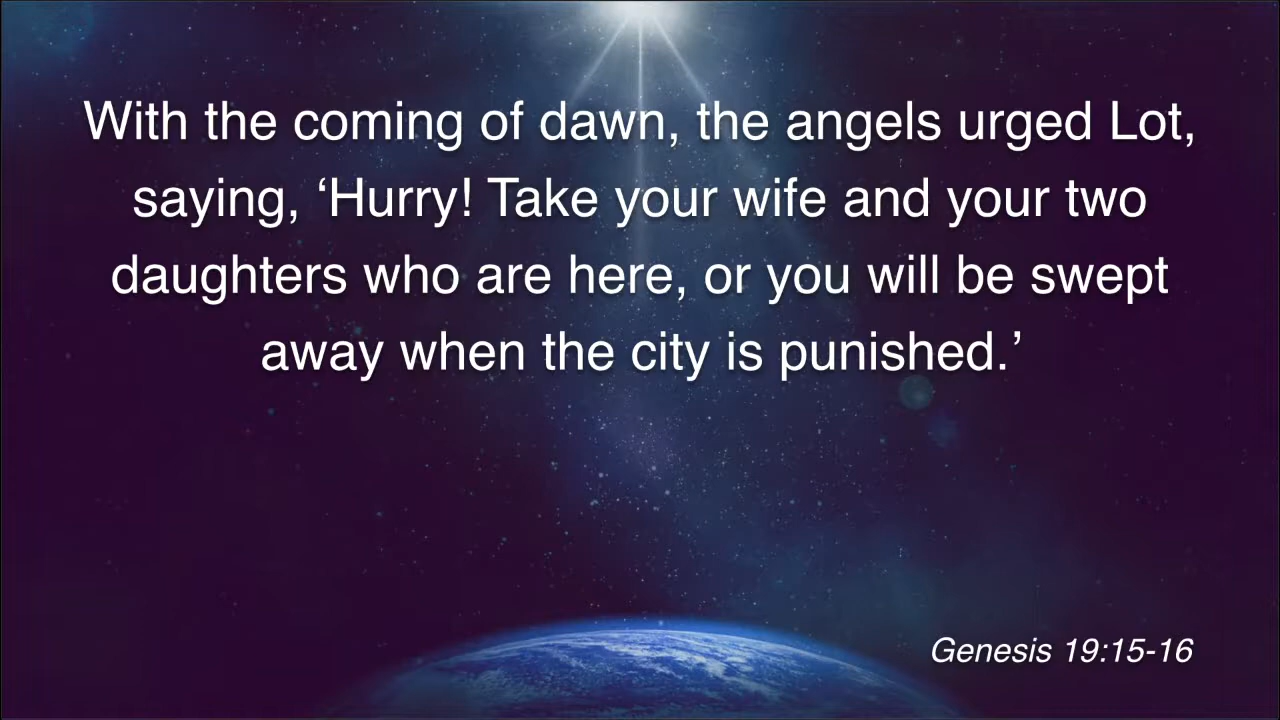 With the coming of dawn, the angels urged Lot,
saying, ‘Hurry! Take your wife and your two
daughters who are here, or you will be swept
away when the city is punished.’
Genesis 19:15-16